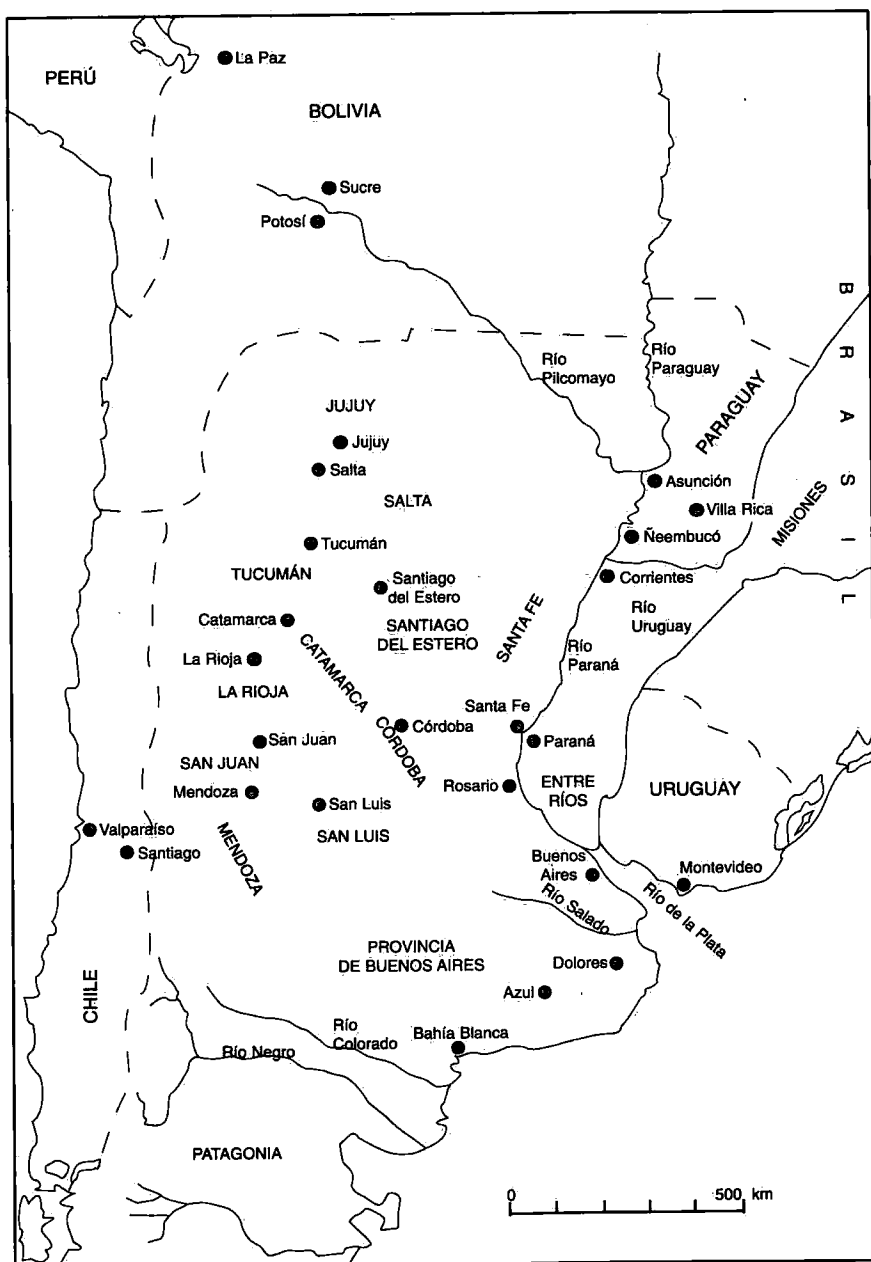 La Paz
PERÚ
BOLIVIA
Sucre
Potosí
BRASIL
Río
Pilcomayo
Río
Paraguay
PARAGUAY
JUJUY
Jujuy
Salta
SALTA
Asunción
Villa Rica
MISIONES
Ñeembucó
Tucumán
TUCUMÁN
Santiago
del Estero
SANTIAGO
DEL ESTERO
Corrientes
Río
Uruguay
SANTA FE
Río
Paraná
Catamarca
CATAMARCA
La Rioja
LA RIOJA
Córdoba
CÓRDOBA
Santa Fe
Paraná
San Juan
SAN JUAN
Mendoza
MENDOZA
San Luis
SAN LUIS
Rosario
ENTRE
RÍOS
URUGUAY
Valparaíso
Santiago
Buenos
Aires
Montevideo
Río Salado
Río de la Plata
PROVINCIA
DE BUENOS AIRES
Dolores
Azul
CHILE
Río
Colorado
Bahía Blanca
Río Negro
PATAGONIA
0 500 km